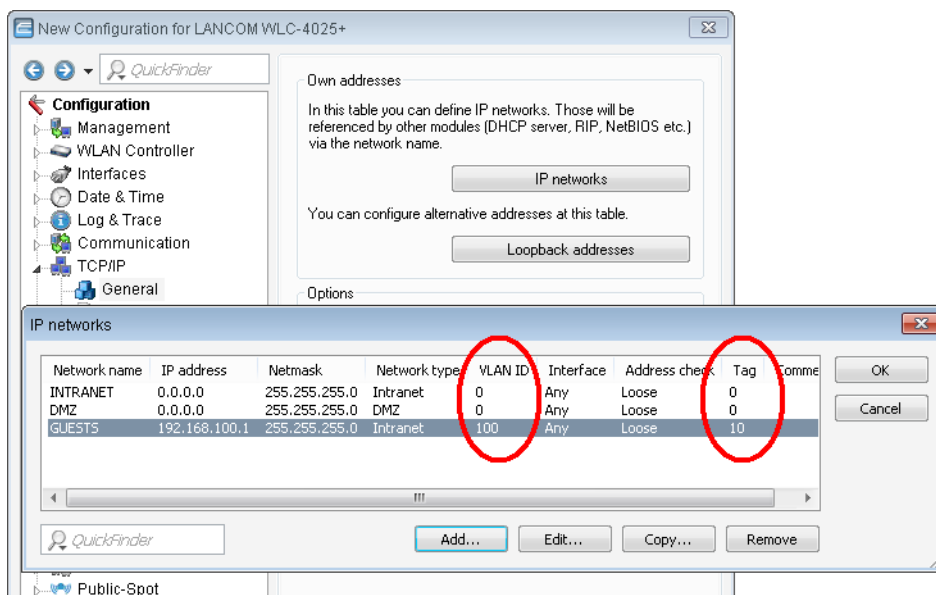 New Configuration for LANCOM WLC-4025+
QuickFinder
Configuration
Management
WLAN Controller
Interfaces
Date & Time
Log & Trace
Communication
TCP/IP
General
Own addresses
In this table you can define IP networks. Those will
be referenced by other modules (DHCP server, RIP, NetBIOS etc.)
via the network name.
IP networks
You can configure alternative addresses at this table.
Loopback addresses
Options
IP networks
Network name IP address Netmask Network type VLAN ID Interface Address check Tag Comme
INTRANET 0.0.0.0 255.255.255.0 Intranet 0 Any Loose 0
DMZ 0.0.0.0 255.255.255.0 DMZ 0 Any Loose 0
GUESTS 192.168.100.1 255.255.255.0 Intranet 100 Any Loose 10
OK
Cancel
QuickFinder
Add...
Edit...
Copy...
Remove
Public-Spot